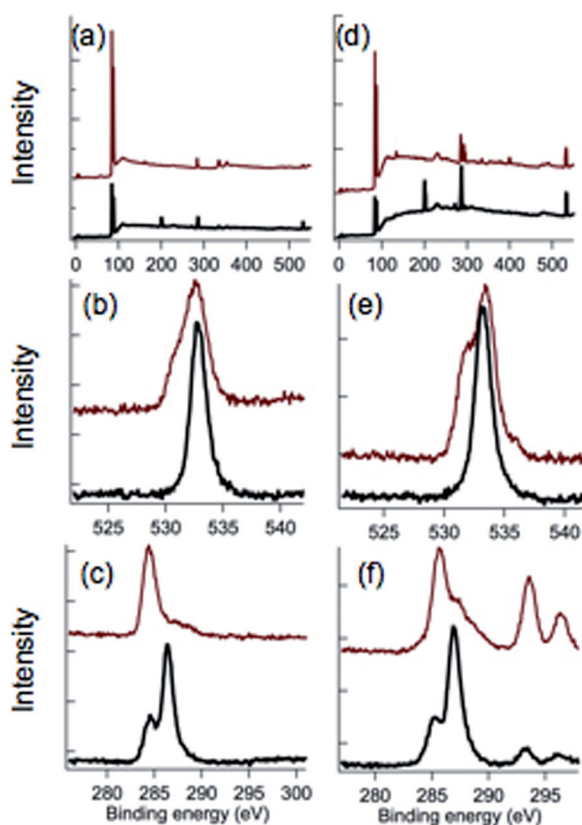 (a) (d)
Intensity
0 100 200 300 400 500 0 100 200 300 400 500
(b) (e)
Intensity
525 530 535 540 525 530 535 540
(c) (f)
Intensity
280 285 290 295 300 280 285 290 295
Binding energy (eV) Binding energy (eV)